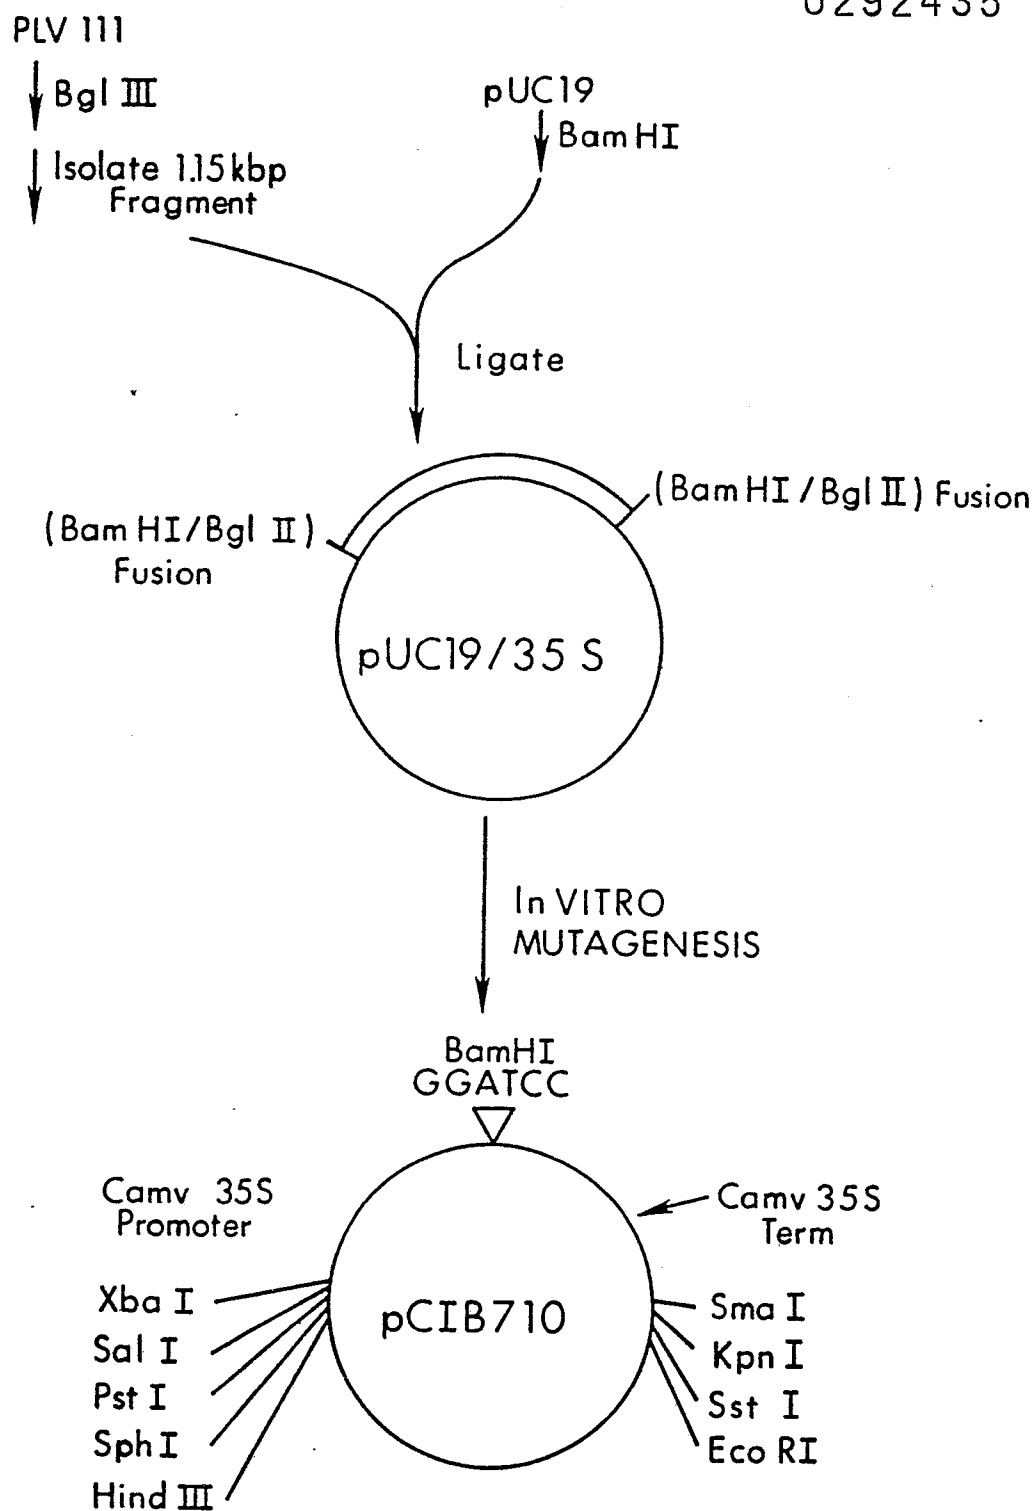 0292435
PLV 111
Bgl III
Isolate 1.15 kbp
Fragment
pUC19
Bam HI
Ligate
(Bam HI/Bgl II)
Fusion
(Bam HI/Bgl II) Fusion
pUC19/35 S
In VITRO
MUTAGENESIS
BamHI
GGATCC
Camv 35S
Promoter
Camv 35S
Term
pCIB710
Xba I
Sal I
Pst I
Sph I
Hind III
Sma I
Kpn I
Sst I
Eco RI